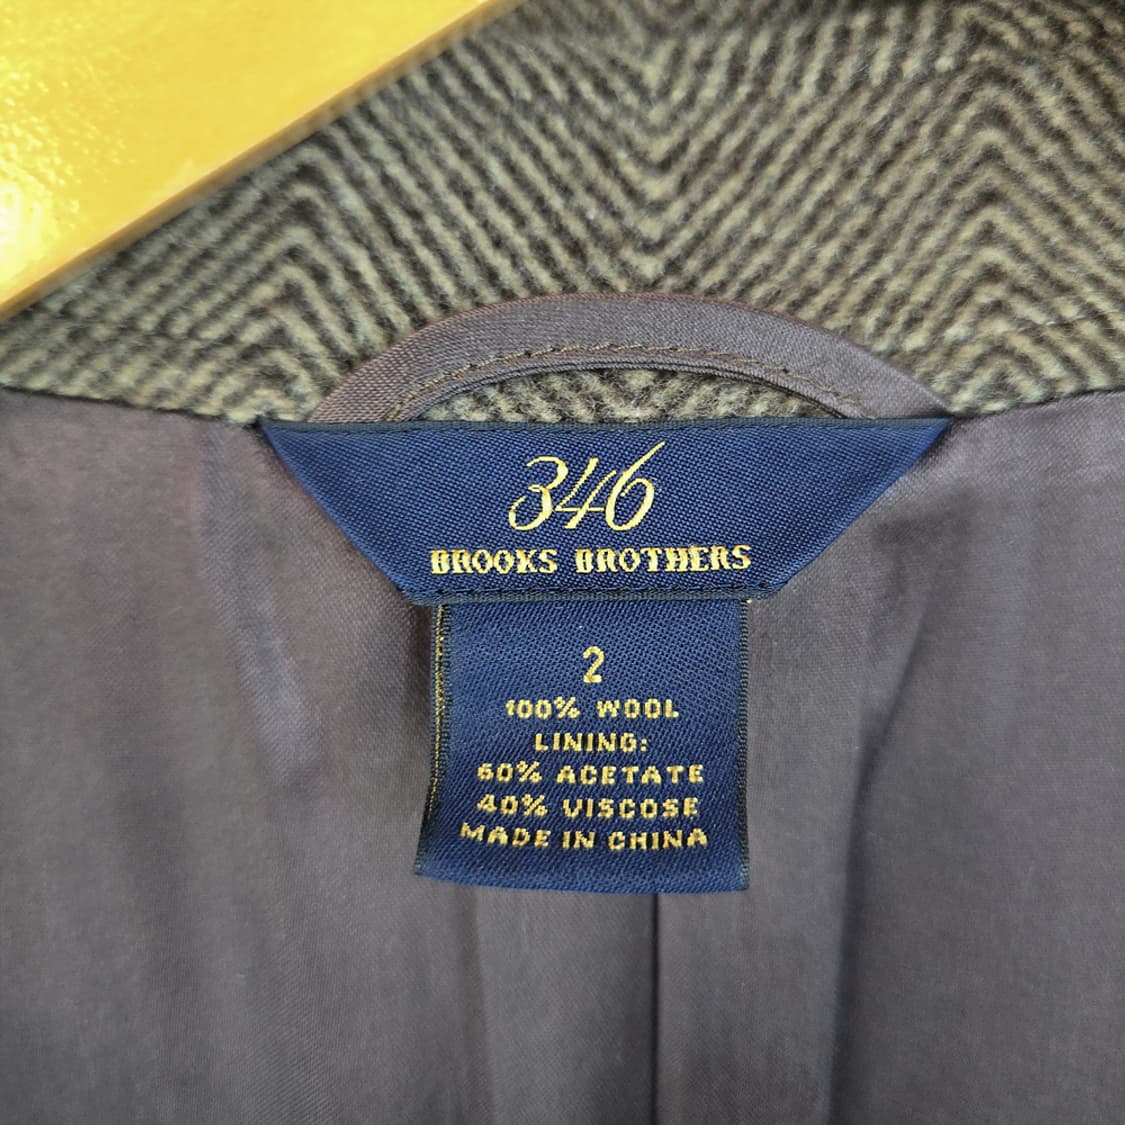 346
BROOKS BROTHERS
2
100% WOOL
LINING:
60% ACETATE
40% VISCOSE
MADE IN CHINA